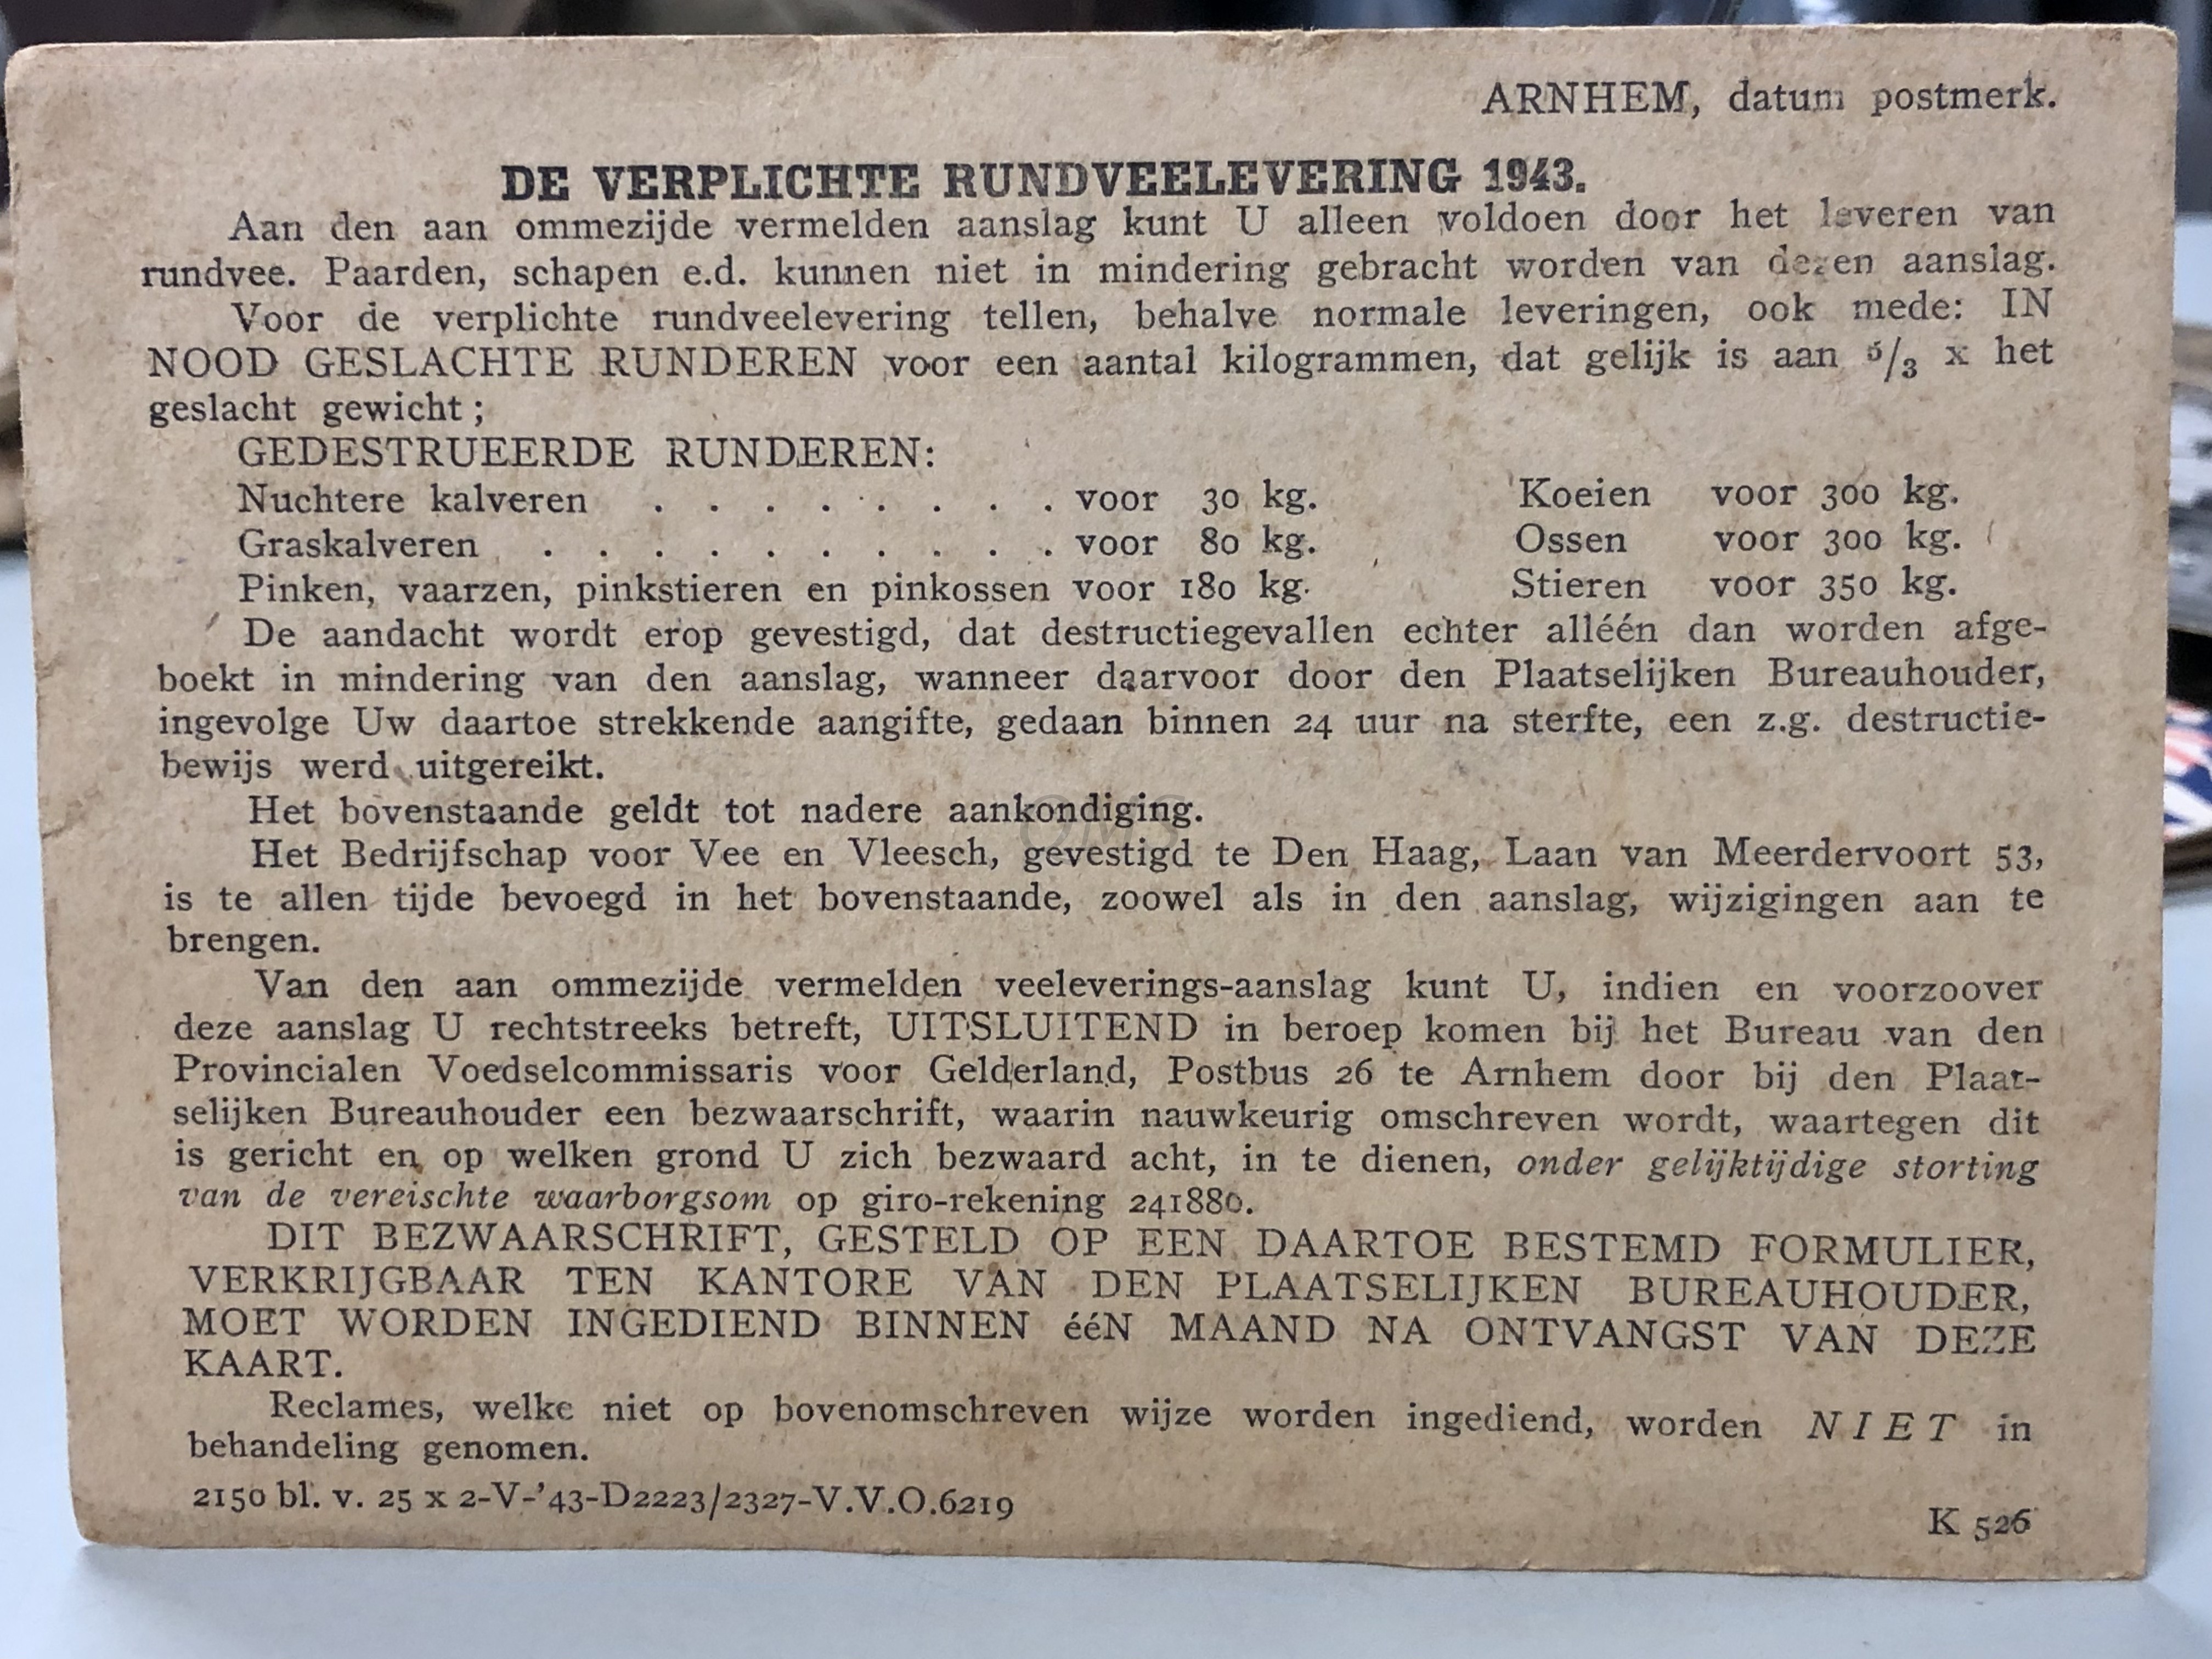 ARNHEM, datum postmerk.
DE VERPLICHTE RUNDVEELEVERING 1943.
Aan den aan ommezijde vermelden aanslag kunt U alleen voldoen door het leveren van
rundvee. Paarden, schapen e.d. kunnen niet in mindering gebracht worden van dezen aanslag.
Voor de verplichte rundveelevering tellen, behalve normale leveringen, ook mede: IN
NOOD GESLACHTE RUNDEREN voor een aantal kilogrammen, dat gelijk is aan 5/3 x het
geslacht gewicht;
GEDESTRUEERDE RUNDEREN:
Nuchtere kalveren . . . . . . . . . . voor 30 kg. Koeien voor 300 kg.
Graskalveren . . . . . . . . . . . . voor 80 kg. Ossen voor 300 kg.
Pinken, vaarzen, pinkstieren en pinkossen voor 180 kg. Stieren voor 350 kg.
De aandacht wordt erop gevestigd, dat destructiegevallen echter alléén dan worden afge-
boekt in mindering van den aanslag, wanneer daarvoor door den Plaatselijken Bureauhouder,
ingevolge Uw daartoe strekkende aangifte, gedaan binnen 24 uur na sterfte, een z.g. destructie-
bewijs werd uitgereikt.
Het bovenstaande geldt tot nadere aankondiging.
Het Bedrijfschap voor Vee en Vleesch, gevestigd te Den Haag, Laan van Meerdervoort 53,
is te allen tijde bevoegd in het bovenstaande, zoowel als in den aanslag, wijzigingen aan te
brengen.
Van den aan ommezijde vermelden veeleverings-aanslag kunt U, indien en voorzoover
deze aanslag U rechtstreeks betreft, UITSLUITEND in beroep komen bij het Bureau van den
Provincialen Voedselcommissaris voor Gelderland, Postbus 26 te Arnhem door bij den Plaat-
selijken Bureauhouder een bezwaarschrift, waarin nauwkeurig omschreven wordt, waartegen dit
is gericht en op welken grond U zich bezwaard acht, in te dienen, onder gelijktijdige storting
van de vereischte waarborgsom op giro-rekening 241880.
DIT BEZWAARSCHRIFT, GESTELD OP EEN DAARTOE BESTEMD FORMULIER,
VERKRIJGBAAR TEN KANTORE VAN DEN PLAATSELIJKEN BUREAUHOUDER,
MOET WORDEN INGEDIEND BINNEN ééN MAAND NA ONTVANGST VAN DEZE
KAART.
Reclames, welke niet op bovenomschreven wijze worden ingediend, worden NIET in
behandeling genomen.
2150 bl. v. 25 x 2-V-'43-D2223/2327-V.V.O.6219
K 526